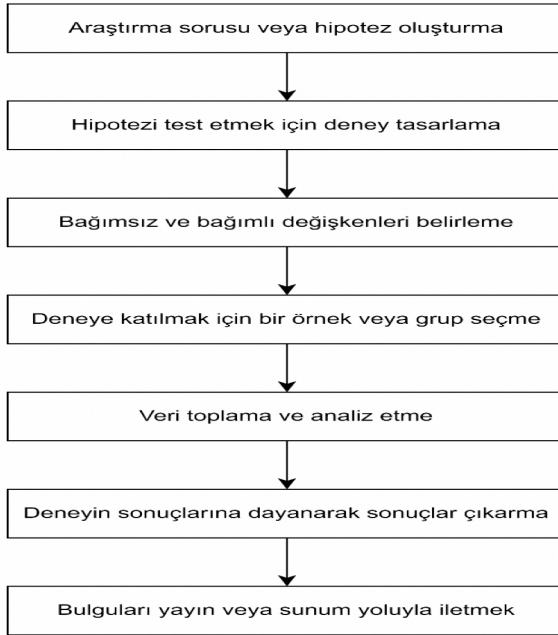 Araştırma sorusu veya hipotez oluşturma
Hipotezi test etmek için deney tasarlama
Bağımsız ve bağımlı değişkenleri belirleme
Deneye katılmak için bir örnek veya grup seçme
Veri toplama ve analiz etme
Deneyin sonuçlarına dayanarak sonuçlar çıkarma
Bulguları yayın veya sunum yoluyla iletmek